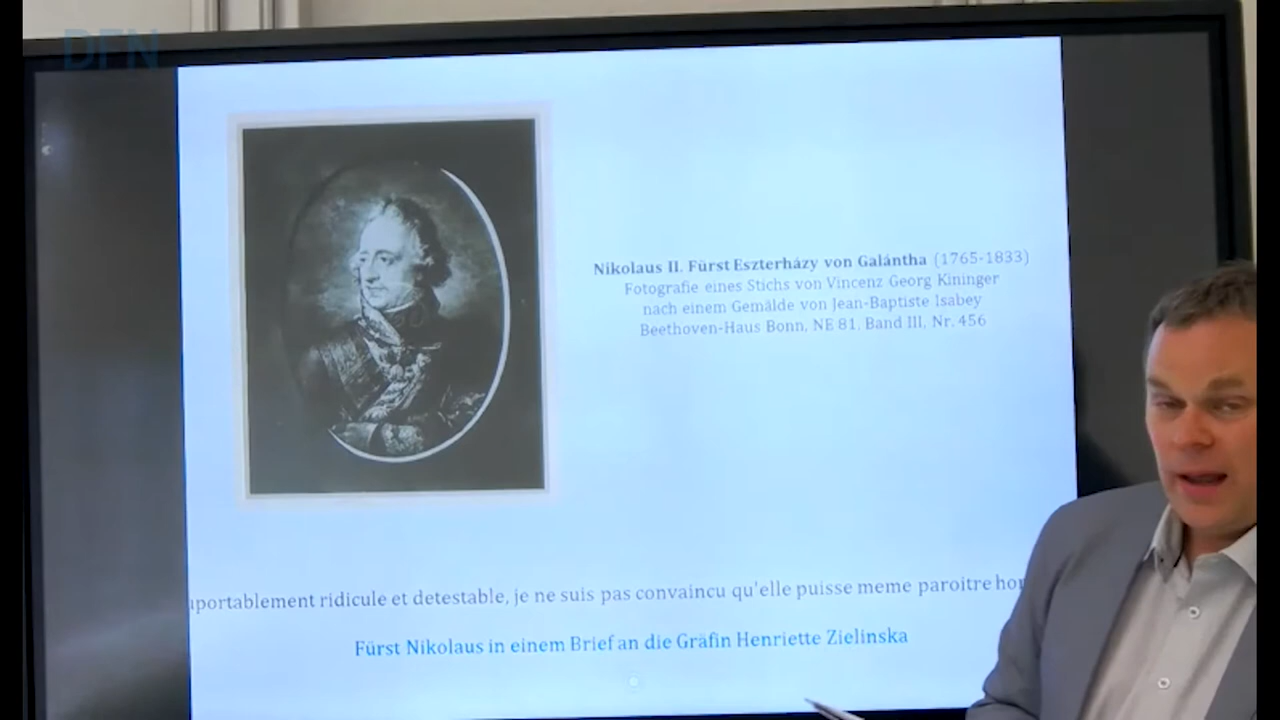 DFN
Nikolaus II. Fürst Eszterházy von Galántha (1765-1833)
Fotografie eines Stichs von Vincenz Georg Kininger
nach einem Gemälde von Jean-Baptiste Isabey
Beethoven-Haus Bonn, NE 81, Band III, Nr. 456
portablement ridicule et detestable, je ne suis pas convaincu qu'elle puisse meme paroitre
Fürst Nikolaus in einem Brief an die Gräfin Henriette Zielinska